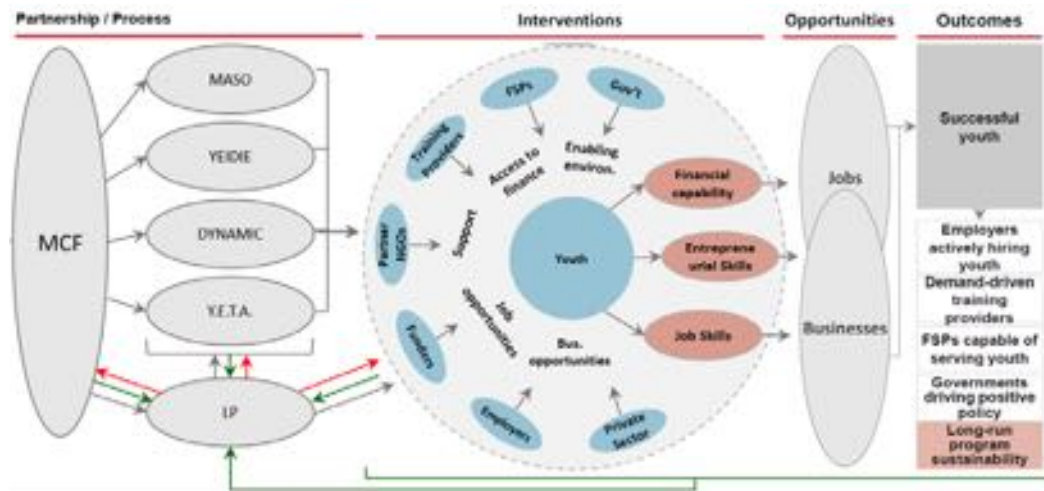 Partnership / Process
Interventions
Opportunities
Outcomes
MCF
MASO
YEIDIE
DYNAMIC
Y.E.T.A.
LP
FSPs
Gov't
Training
Providers
Partner
NGOs
Funders
Employers
Private
Sector
Access to
finance
Enabling
environ.
Support
Job
opportunities
Bus.
opportunities
Youth
Financial
capability
Entreprene
urial Skills
Job Skills
Jobs
Businesses
Successful
youth
Employers
actively hiring
youth
Demand-driven
training
providers
FSPs capable of
serving youth
Governments
driving positive
policy
Long-run
program
sustainability